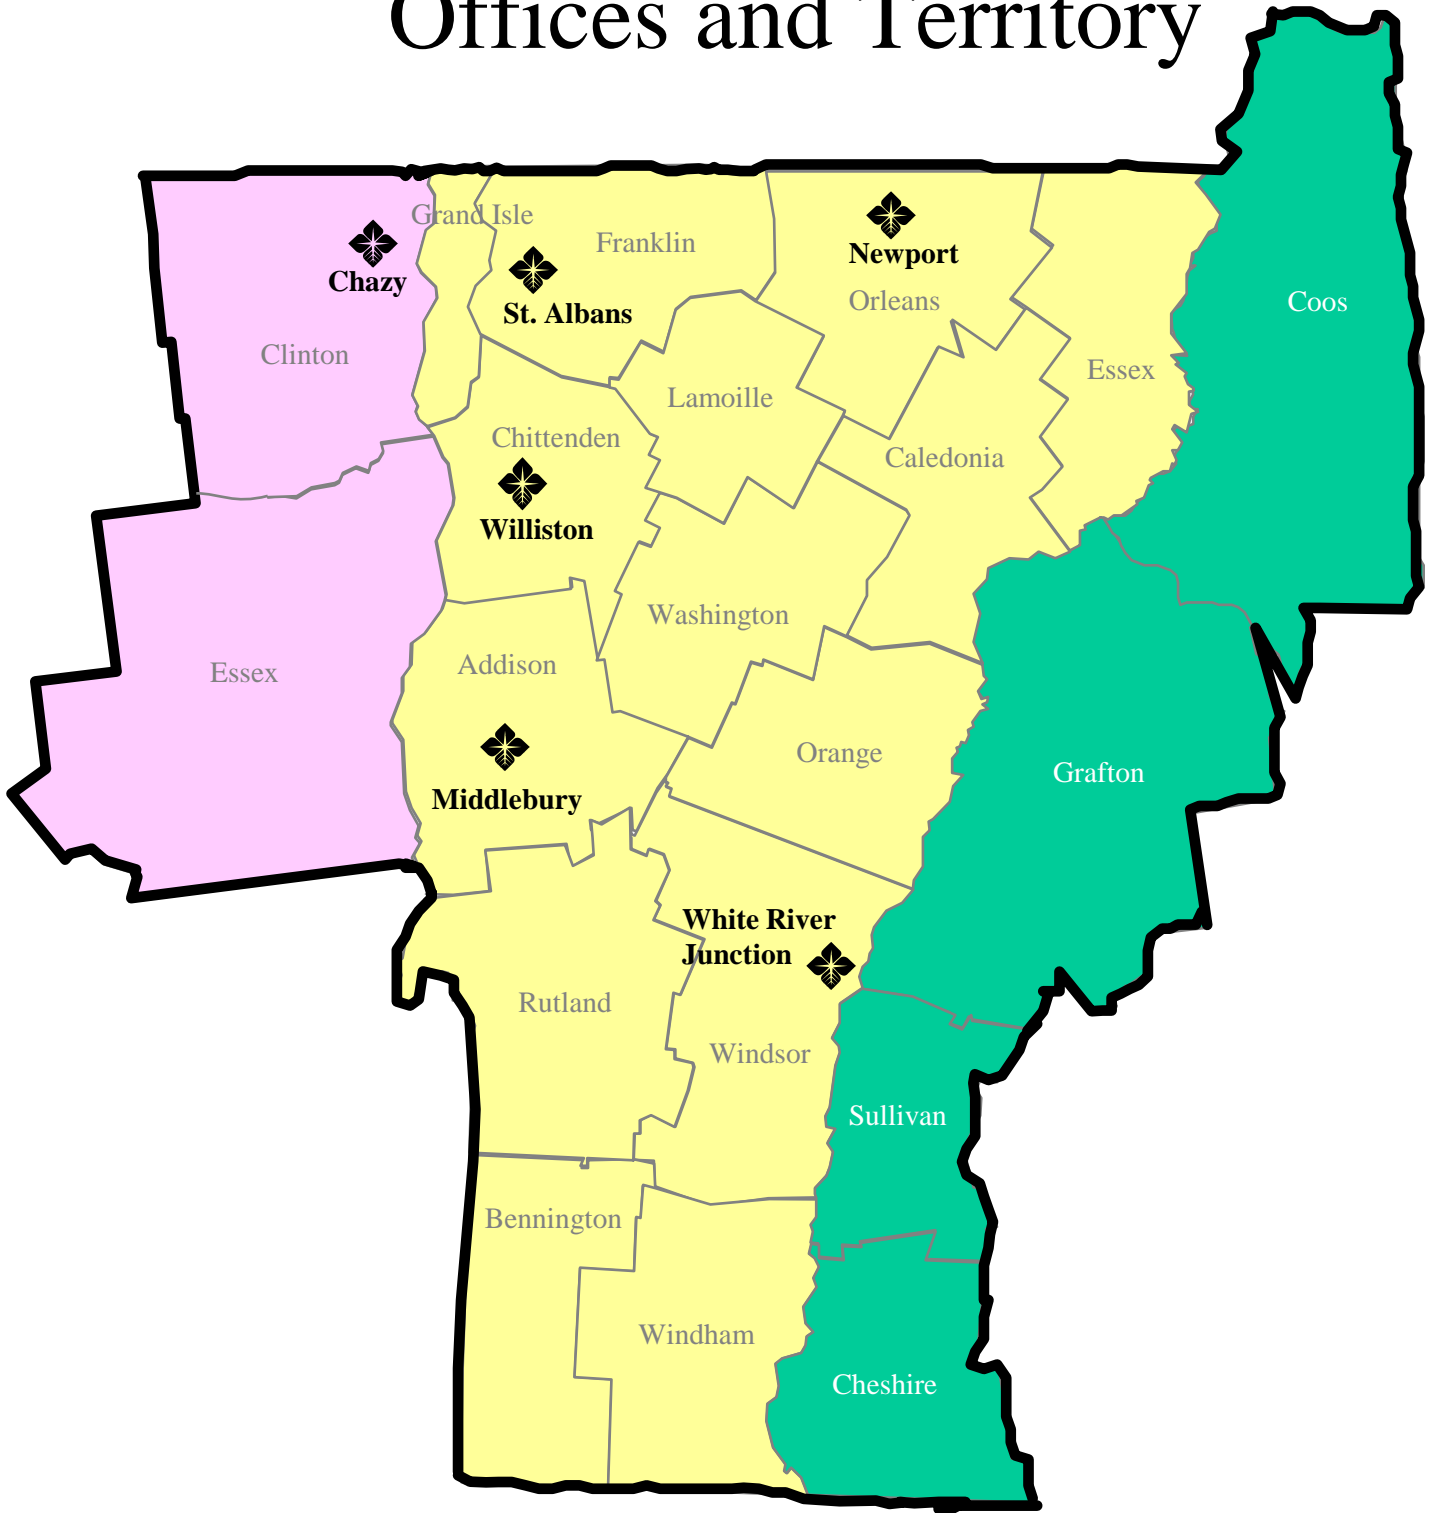 Offices and Territory
Grand Isle
Franklin
Newport
Chazy
St. Albans
Orleans
Coos
Clinton
Essex
Lamoille
Chittenden
Caledonia
Williston
Washington
Addison
Essex
Orange
Grafton
Middlebury
White River
Junction
Rutland
Windsor
Sullivan
Bennington
Windham
Cheshire